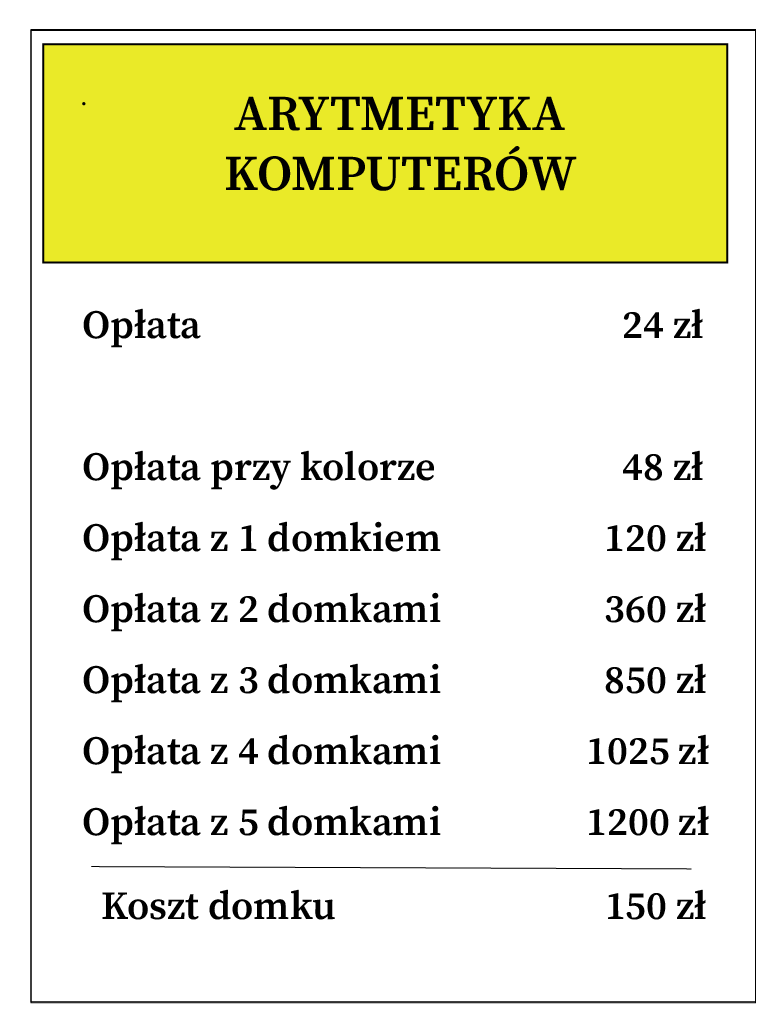 ARYTMETYKA
KOMPUTERÓW
Opłata 24 zł
Opłata przy kolorze 48 zł
Opłata z 1 domkiem 120 zł
Opłata z 2 domkami 360 zł
Opłata z 3 domkami 850 zł
Opłata z 4 domkami 1025 zł
Opłata z 5 domkami 1200 zł
Koszt domku 150 zł